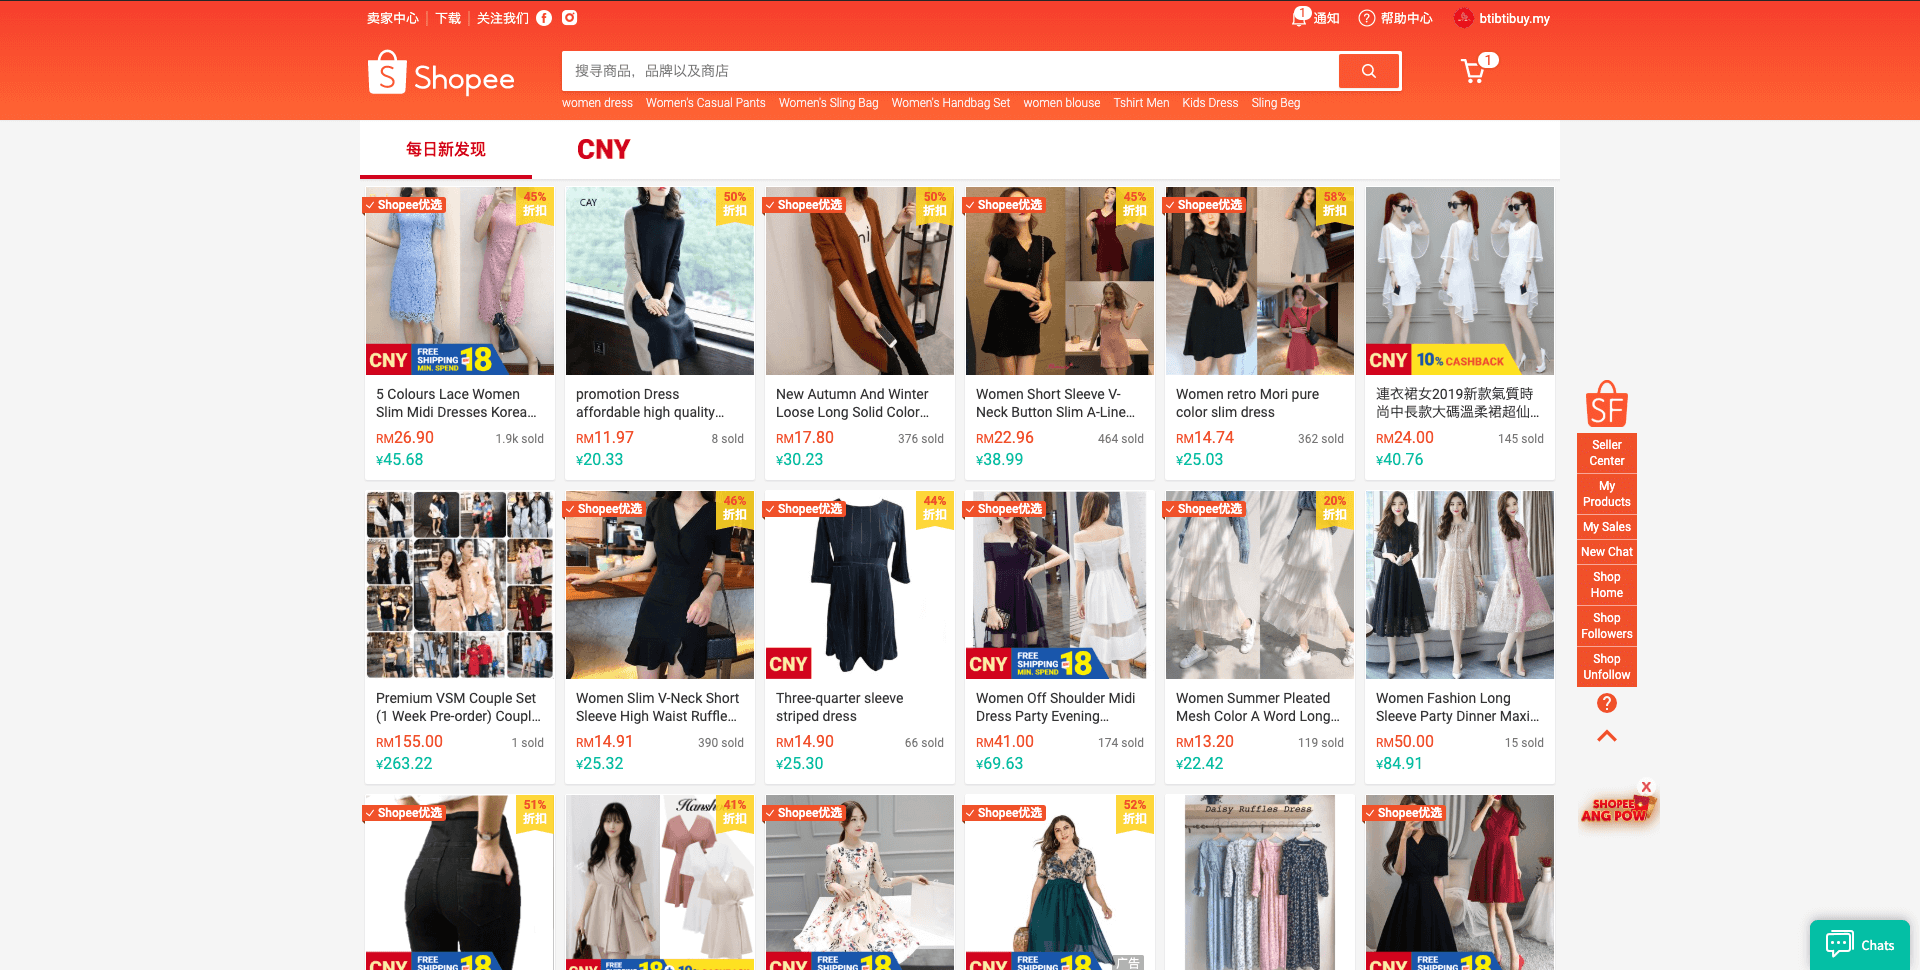 卖家中心 下载 关注我们
1 通知 帮助中心 btibtibuy.my
Shopee
搜寻商品，品牌以及商店
1
women dress Women's Casual Pants Women's Sling Bag Women's Handbag Set women blouse Tshirt Men Kids Dress Sling Beg
每日新发现 CNY
Shopee优选
45%
折扣
CNY FREE SHIPPING MIN. SPEND 18
5 Colours Lace Women
Slim Midi Dresses Korea...
RM26.90 1.9k sold
¥45.68
CAY
50%
折扣
promotion Dress
affordable high quality...
RM11.97 8 sold
¥20.33
Shopee优选
50%
折扣
New Autumn And Winter
Loose Long Solid Color...
RM17.80 376 sold
¥30.23
Shopee优选
45%
折扣
Women Short Sleeve V-
Neck Button Slim A-Line...
RM22.96 464 sold
¥38.99
Shopee优选
58%
折扣
Women retro Mori pure
color slim dress
RM14.74 362 sold
¥25.03
CNY 10% CASHBACK
連衣裙女2019新款氣質時
尚中長款大碼溫柔裙超仙...
RM24.00 145 sold
¥40.76
Premium VSM Couple Set
(1 Week Pre-order) Coupl...
RM155.00 1 sold
¥263.22
Shopee优选
46%
折扣
Women Slim V-Neck Short
Sleeve High Waist Ruffle...
RM14.91 390 sold
¥25.32
Shopee优选
44%
折扣
CNY
Three-quarter sleeve
striped dress
RM14.90 66 sold
¥25.30
Shopee优选
CNY FREE SHIPPING MIN. SPEND 18
Women Off Shoulder Midi
Dress Party Evening...
RM41.00 174 sold
¥69.63
Shopee优选
20%
折扣
Women Summer Pleated
Mesh Color A Word Long...
RM13.20 119 sold
¥22.42
Women Fashion Long
Sleeve Party Dinner Maxi...
RM50.00 15 sold
¥84.91
Shopee优选
51%
折扣
CNY FREE SHIPPING 18
41%
折扣
CNY FREE 18
Shopee优选
CNY FREE SHIPPING 18
Shopee优选
52%
折扣
CNY FREE SHIPPING 18
广告
Daisy Ruffles Dress
Shopee优选
CNY FREE SHIPPING 18
SF
Seller
Center
My
Products
My Sales
New Chat
Shop
Home
Shop
Followers
Shop
Unfollow
?
X
SHOPEE
ANG POW
Chats